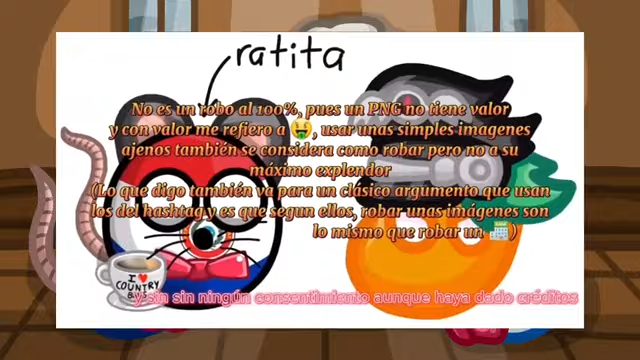 ratita
No es un robo al 100%, pues un PNG no tiene valor
y con valor me refiero a 🤑, usar unas simples imagenes
ajenos también se considera como robar pero no a su
máximo explendor
(Lo que digo también va para un clásico argumento que usan
los del hashtag y es que segun ellos, robar unas imágenes son
lo mismo que robar un 🏪)
I ❤ COUNTRY
y sin sin ningún consentimiento aunque haya dado créditos